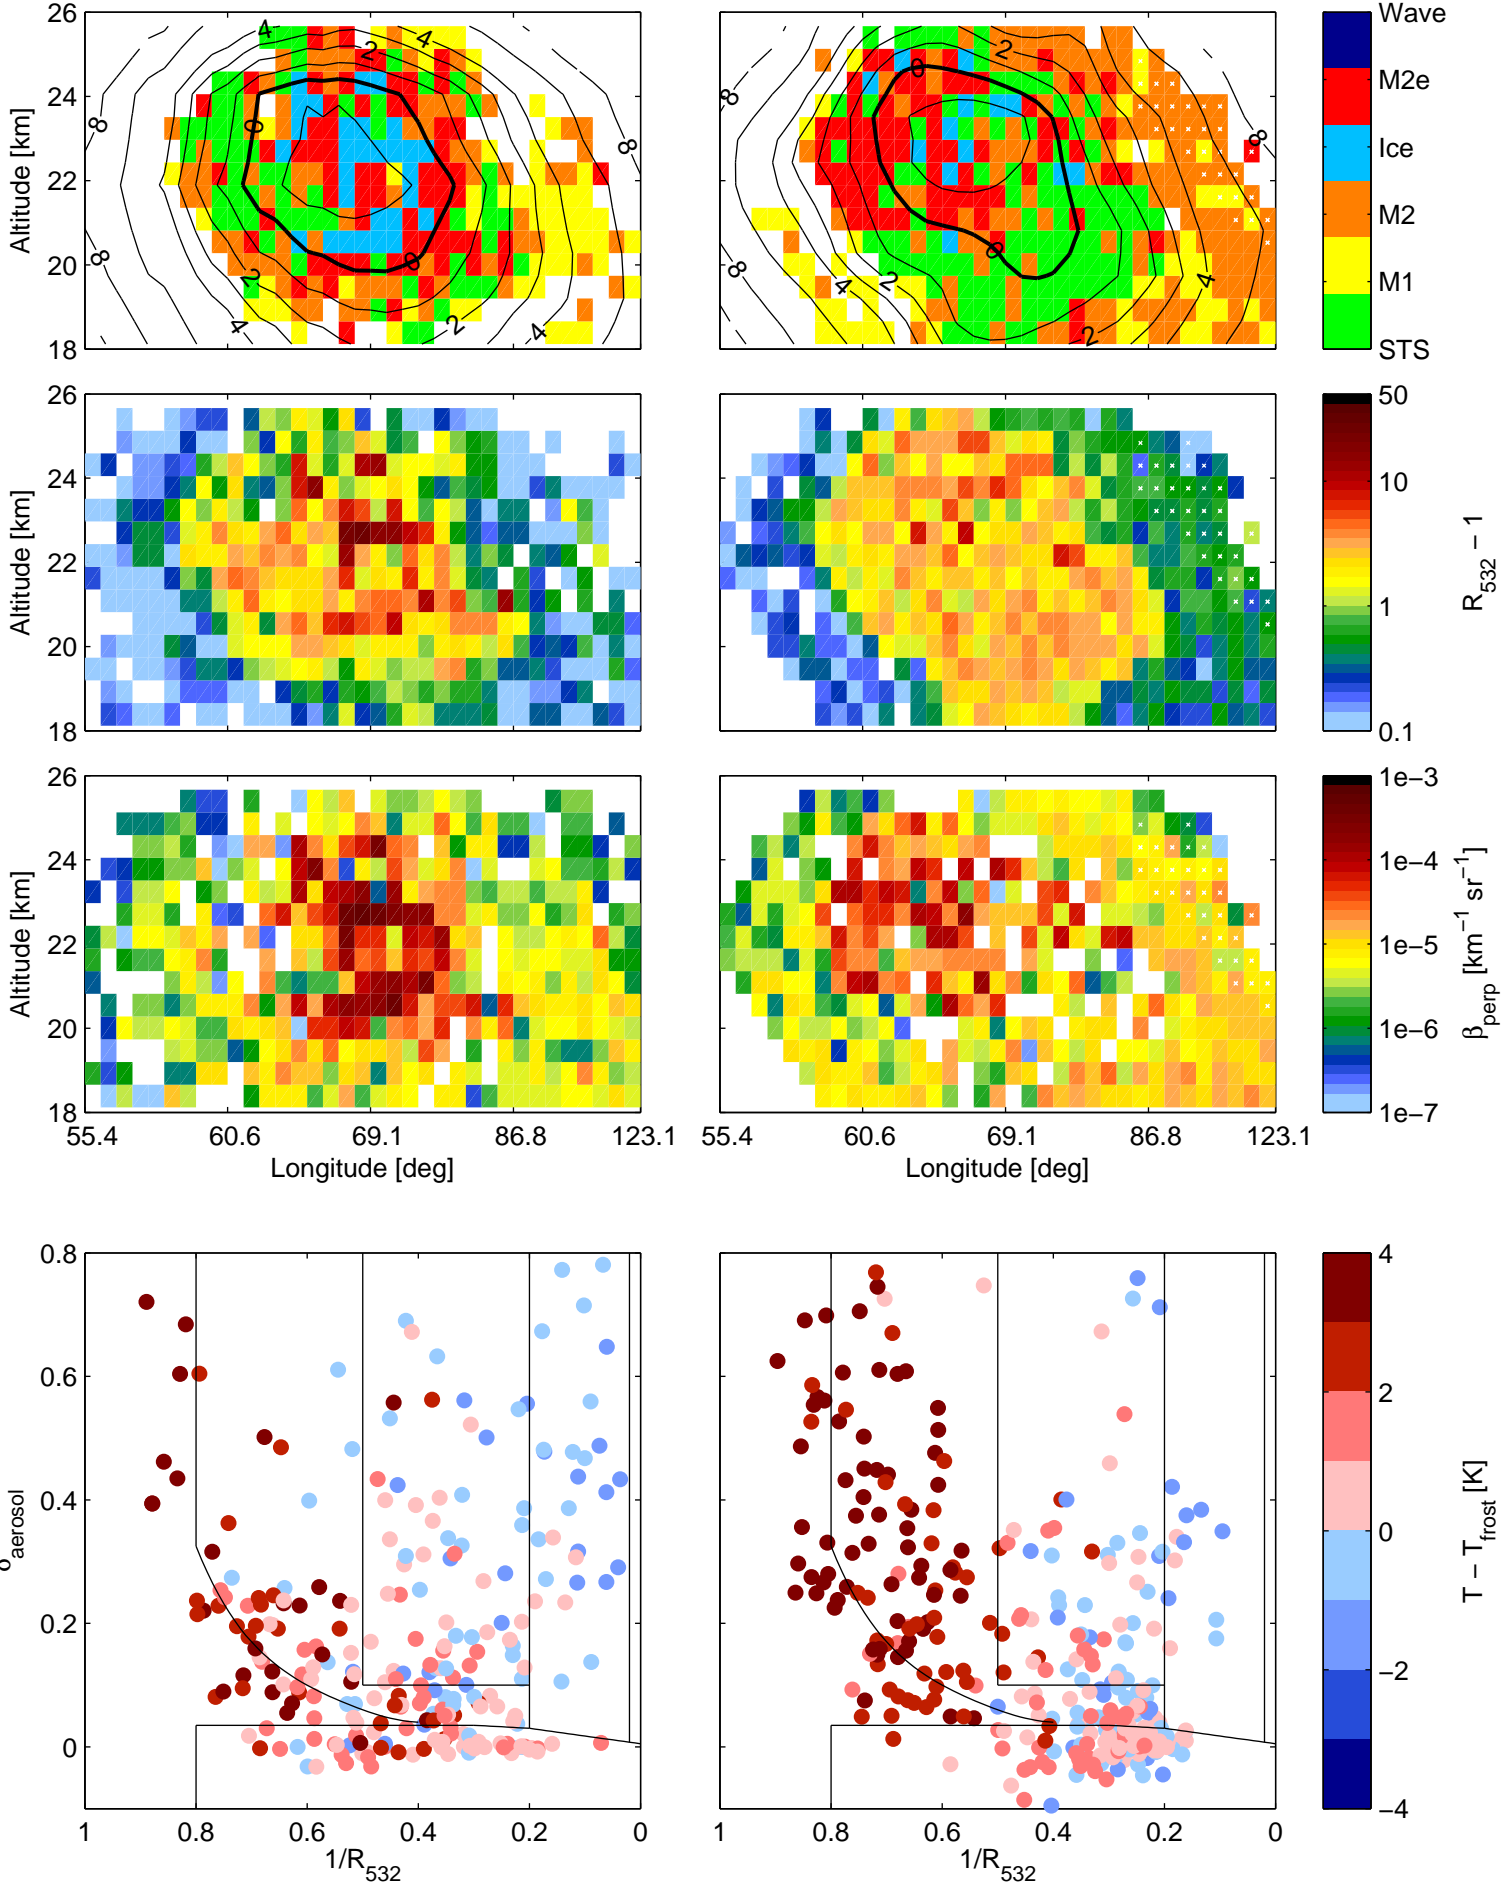 26
24
22
20
18
Altitude [km]
4
2
4
8
0
8
8
2
0
4
2
4
0
2
8
8
8
4
2
0
4
2
Wave
M2e
Ice
M2
M1
STS
26
24
22
20
18
Altitude [km]
50
10
1
0.1
R532 − 1
26
24
22
20
18
Altitude [km]
55.4 60.6 69.1 86.8 123.1
Longitude [deg]
55.4 60.6 69.1 86.8 123.1
Longitude [deg]
1e−3
1e−4
1e−5
1e−6
1e−7
βperp [km−1 sr−1]
0.8
0.6
0.4
0.2
0
δaerosol
1 0.8 0.6 0.4 0.2 0
1/R532
0.8 0.6 0.4 0.2 0
1/R532
4
2
0
−2
−4
T − Tfrost [K]